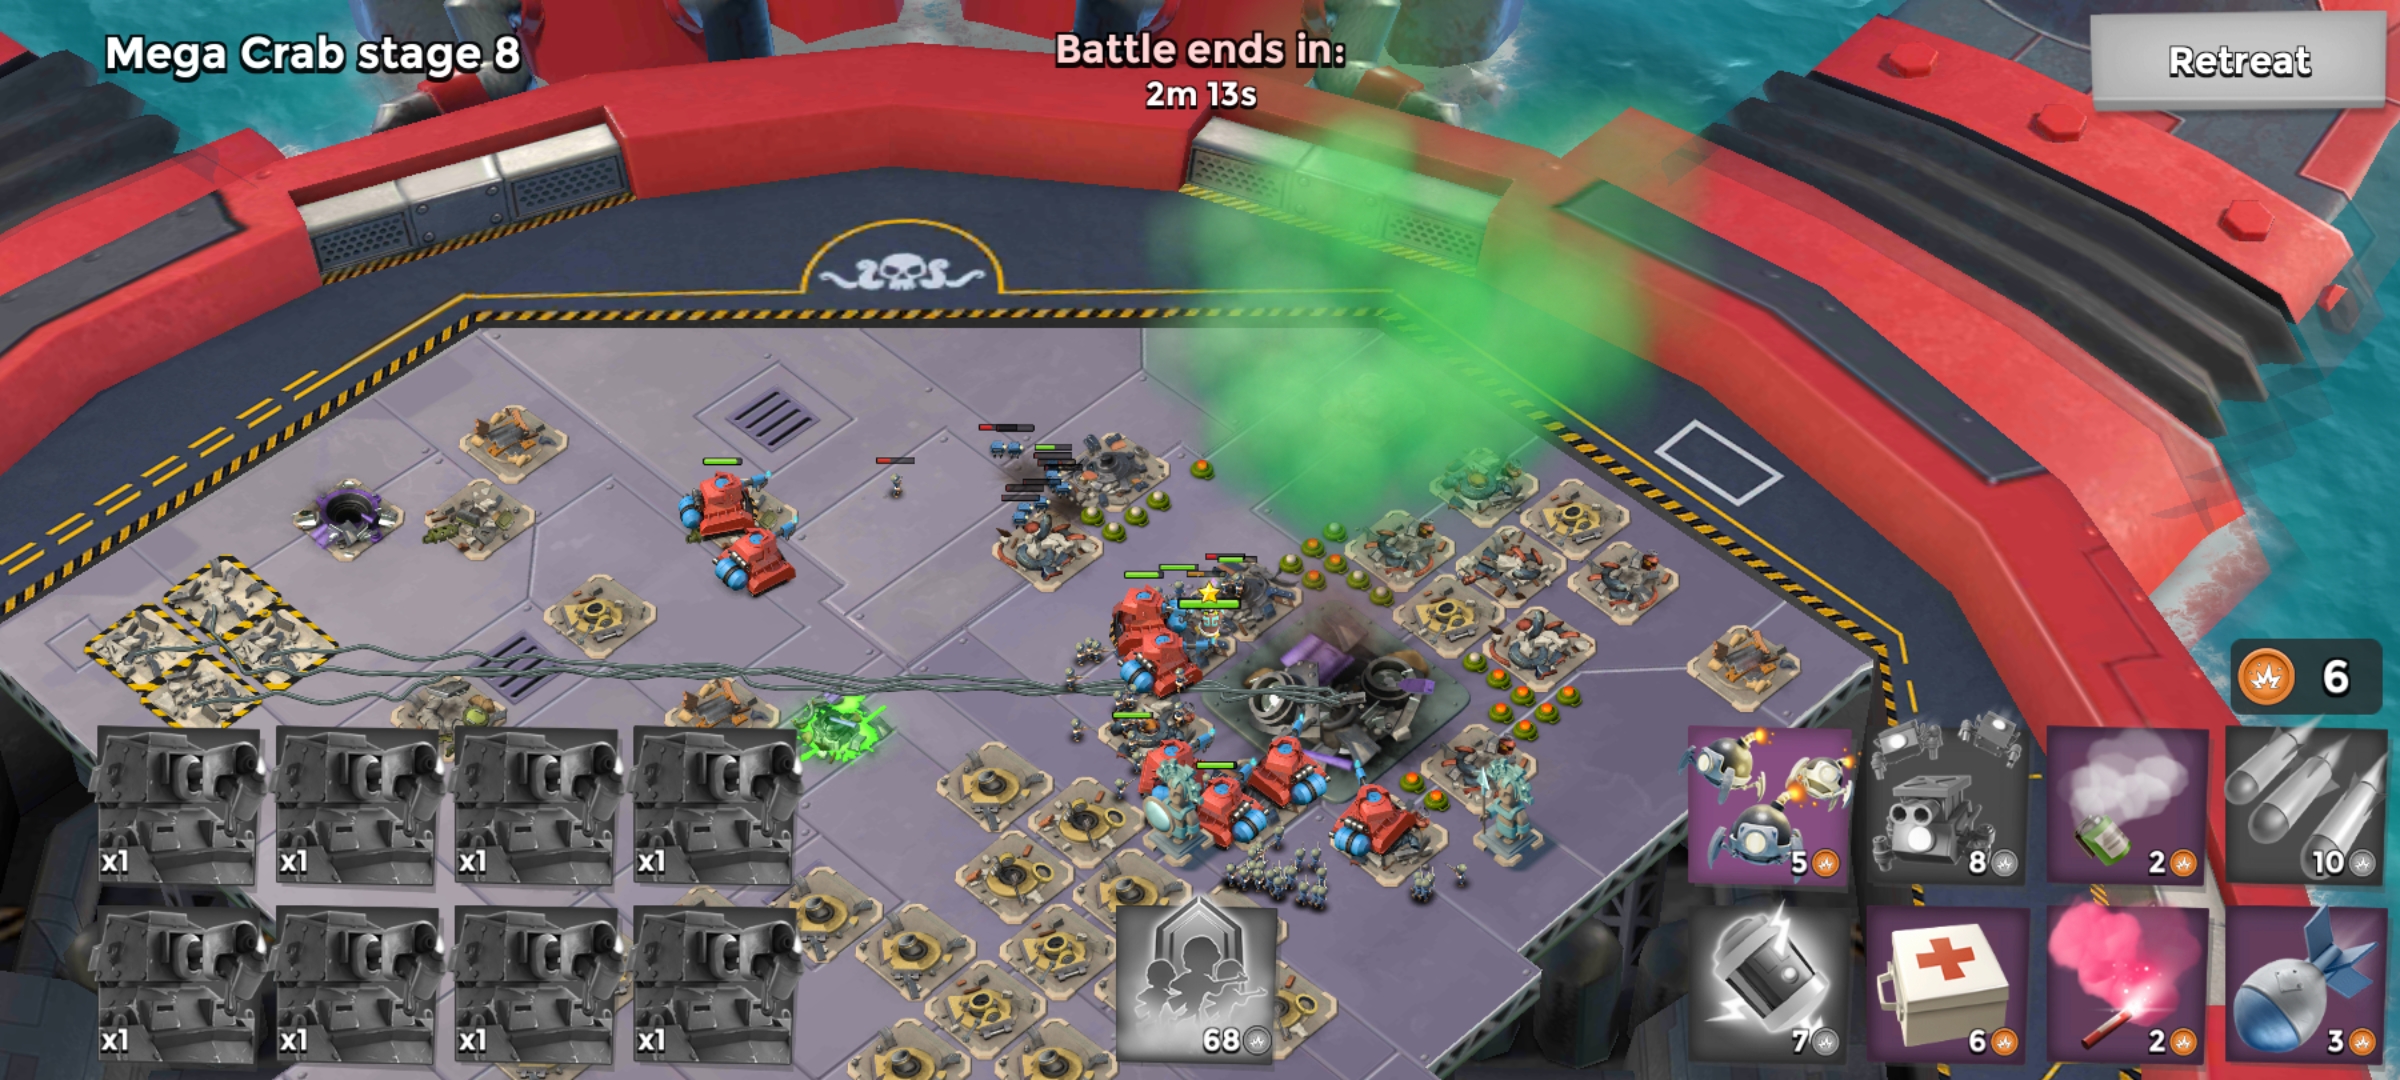 Mega Crab stage 8
Battle ends in:
2m 13s
Retreat
6
x1
x1
x1
x1
5
8
2
10
x1
x1
x1
x1
68
7
6
2
3